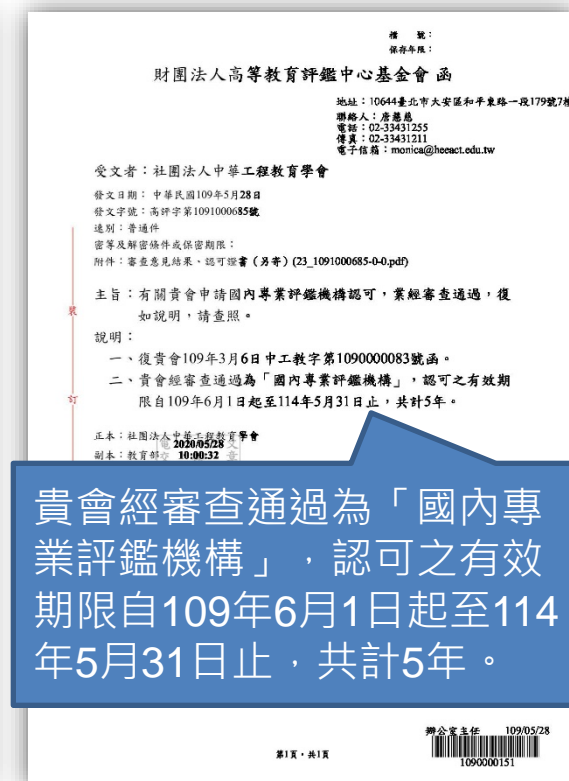 檔　　號：
保存年限：
財團法人高等教育評鑑中心基金會 函
地址：10644臺北市大安區和平東路一段179號7樓
聯絡人：唐慈慈
電話：02-33431255
傳真：02-33431211
電子信箱：monica@heeact.edu.tw
受文者：社團法人中華工程教育學會
發文日期：中華民國109年5月28日
發文字號：高評字第1091000685號
速別：普通件
密等及解密條件或保密期限：
附件：審查意見結果、認可證書（另寄）(23_1091000685-0-0.pdf)
主旨：有關貴會申請國內專業評鑑機構認可，業經審查通過，復
如說明，請查照。
說明：
一、復貴會109年3月6日中工教字第1090000083號函。
二、貴會經審查通過為「國內專業評鑑機構」，認可之有效期
限自109年6月1日起至114年5月31日止，共計5年。
裝
訂
正本：社團法人中華工程教育學會
副本：教育部
電
文
2020/05/28
10:00:32
交
章
貴會經審查通過為「國內專
業評鑑機構」，認可之有效
期限自109年6月1日起至114
年5月31日止，共計5年。
辦公室主任　109/05/28
1090000151
第1頁，共1頁